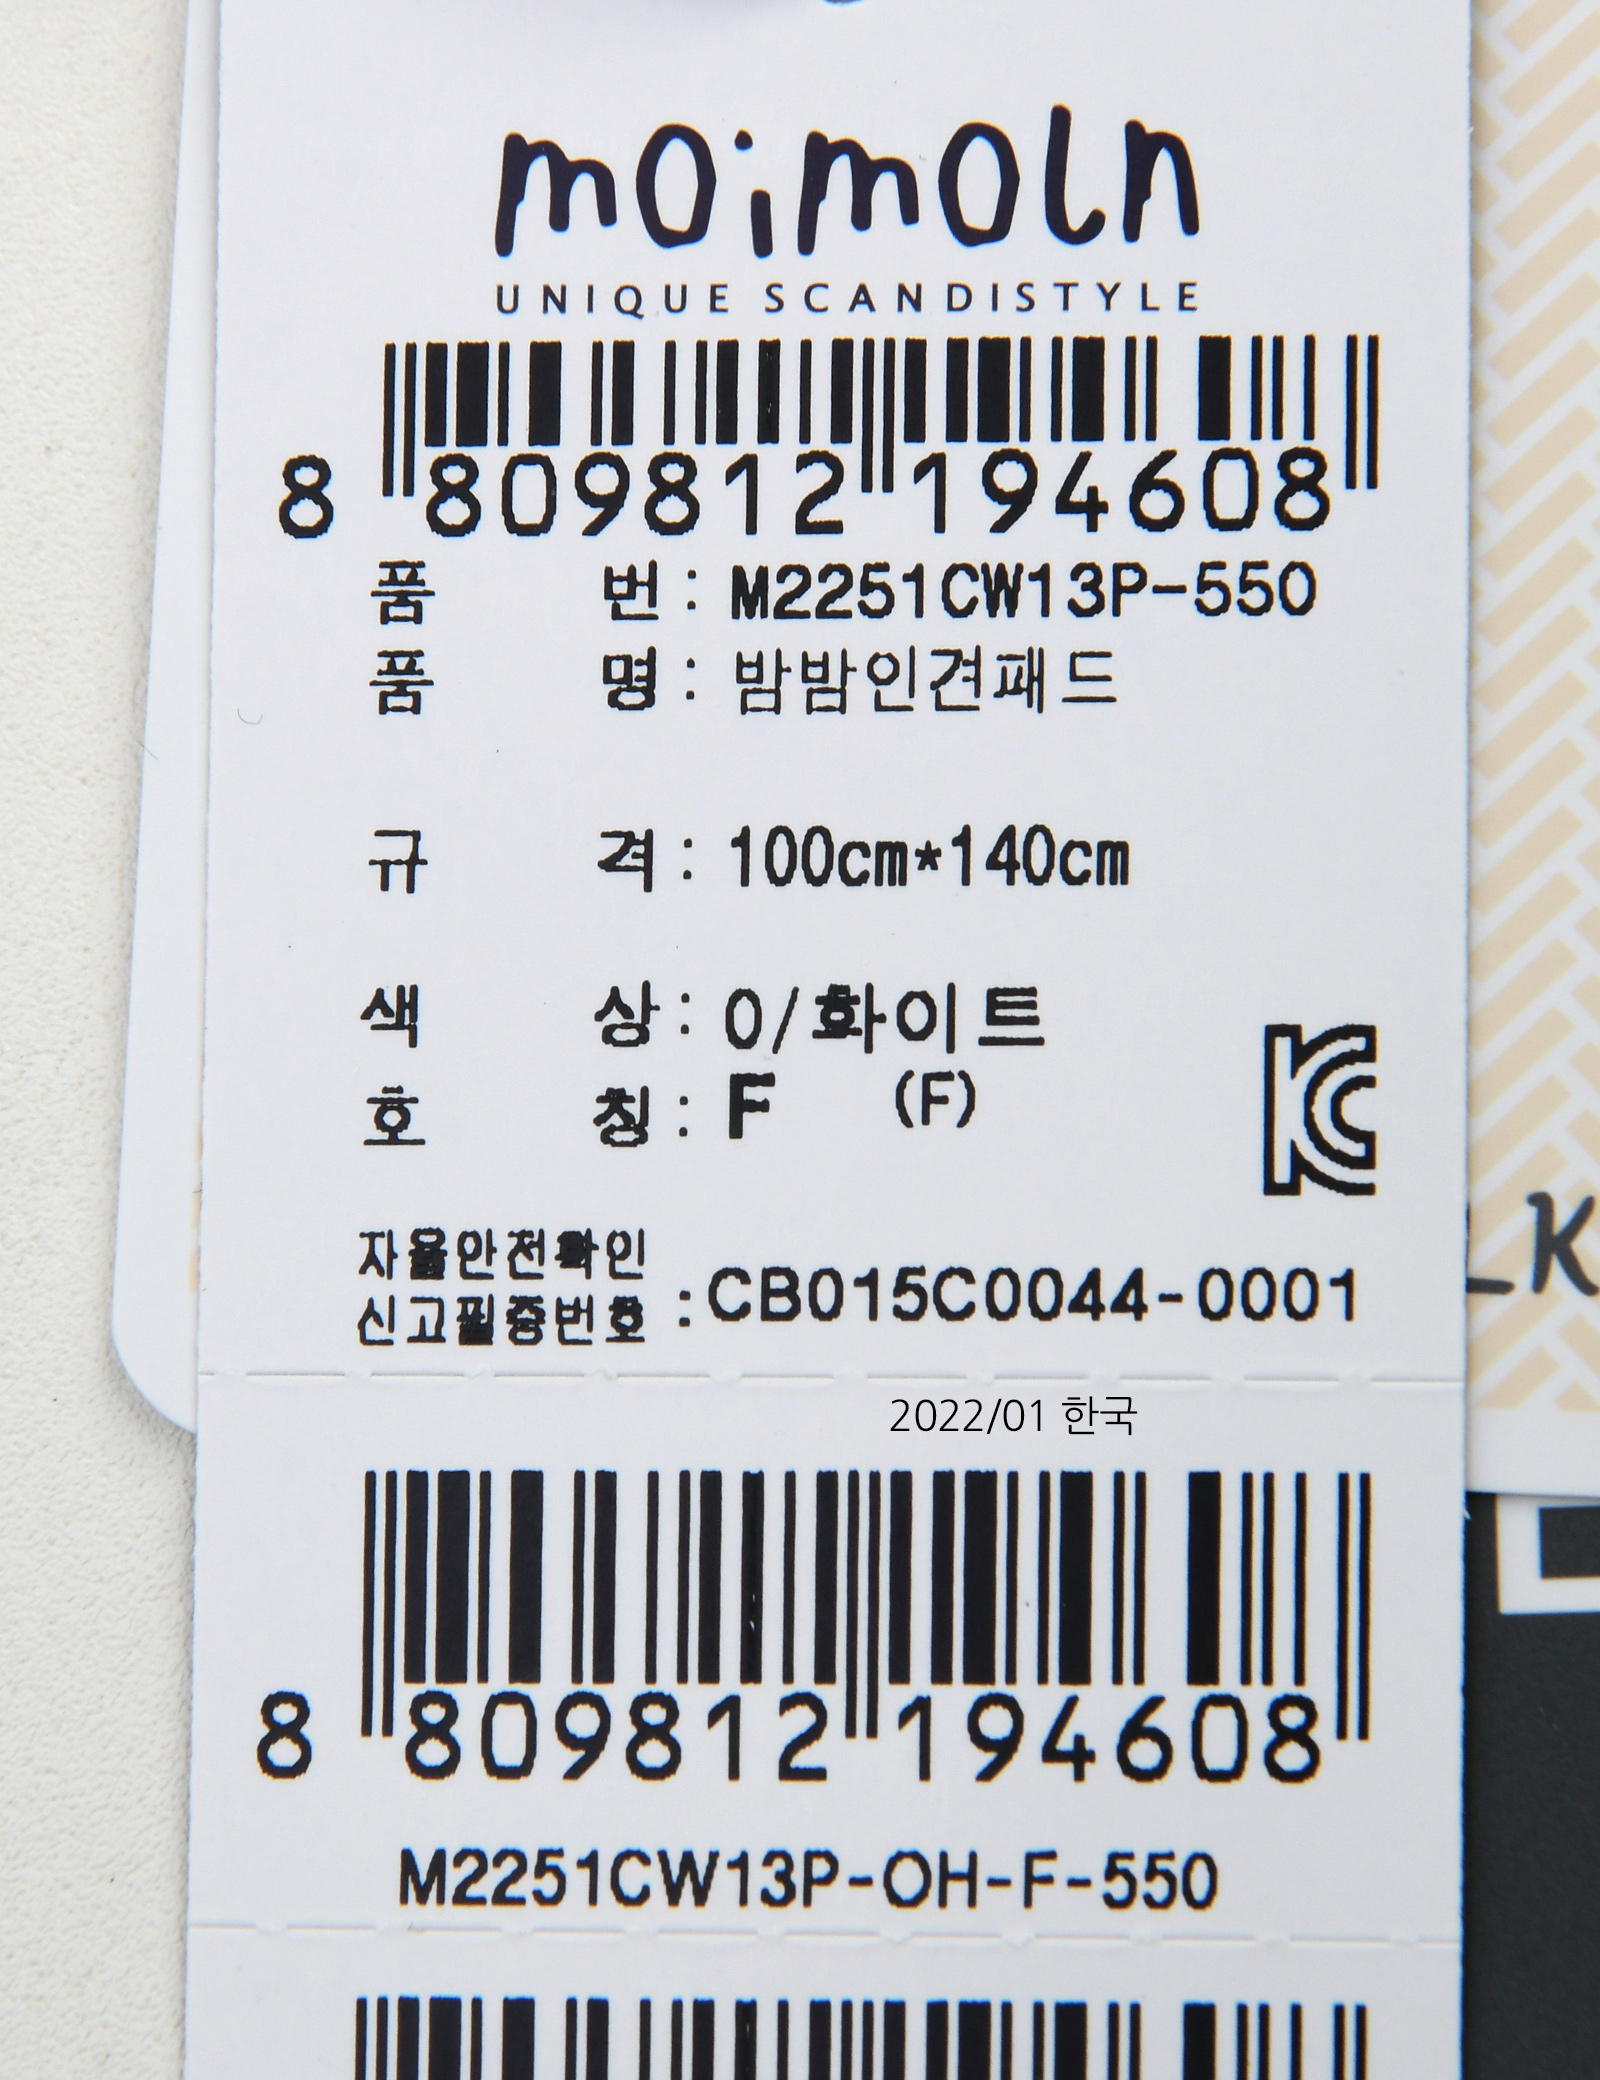 moimoln
UNIQUE SCANDISTYLE
8 809812 194608
품 번 : M2251CW13P-550
품 명 : 밤밤인견패드
규 격 : 100cm*140cm
색 상 : 0/화이트
호 칭 : F (F)
KC
자율안전확인
신고필증번호 : CB015C0044-0001
2022/01 한국
8 809812 194608
M2251CW13P-OH-F-550